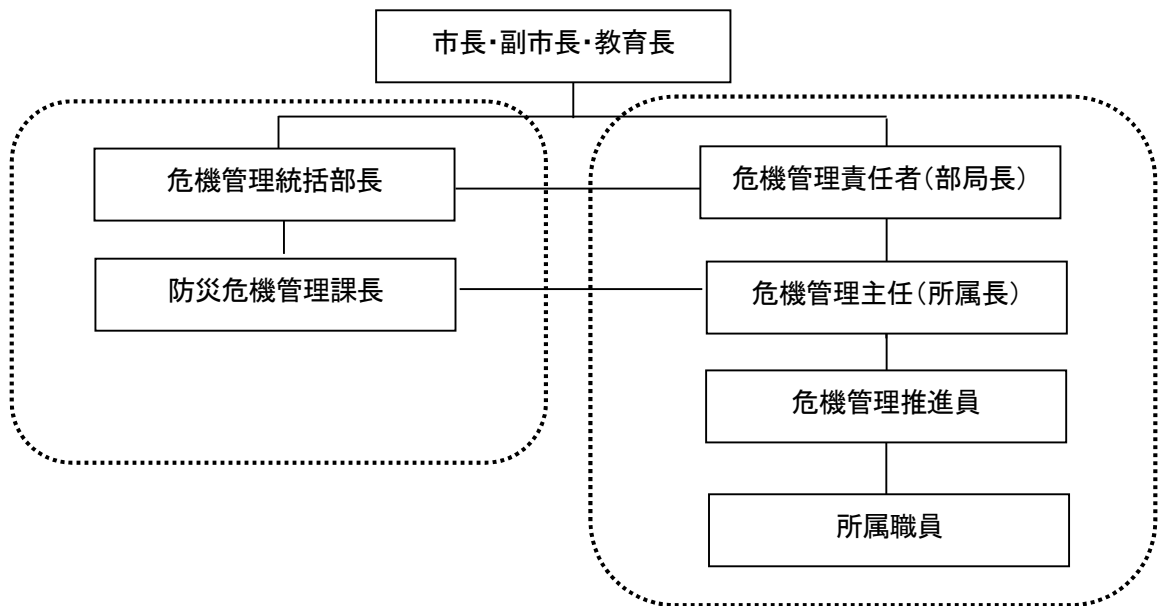 市長・副市長・教育長
危機管理統括部長
危機管理責任者（部局長）
防災危機管理課長
危機管理主任（所属長）
危機管理推進員
所属職員